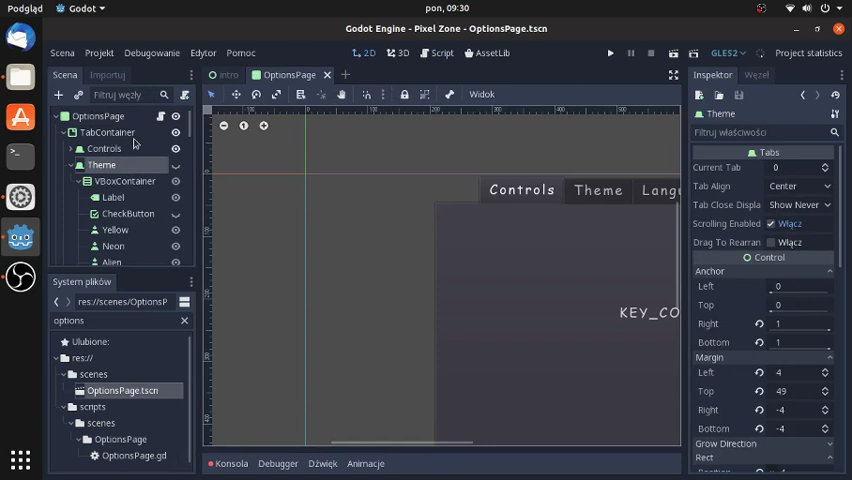 Podgląd
Godot
pon, 09:30
Godot Engine - Pixel Zone - OptionsPage.tscn
Scena
Projekt
Debugowanie
Edytor
Pomoc
2D
3D
Script
AssetLib
GLES2
Project statistics
Scena
Importuj
Filtruj węzły
OptionsPage
TabContainer
Controls
Theme
VBoxContainer
Label
CheckButton
Yellow
Neon
Alien
System plików
res://scenes/OptionsP
options
Ulubione:
res://
scenes
OptionsPage.tscn
scripts
scenes
OptionsPage
OptionsPage.gd
intro
OptionsPage
Widok
Controls
Theme
Langu
KEY_CO
Konsola
Debugger
Dźwięk
Animacje
Inspektor
Węzeł
Theme
Filtruj właściwości
Tabs
Current Tab 0
Tab Align Center
Tab Close Displa Show Never
Scrolling Enabled Włącz
Drag To Rearran Włącz
Control
Anchor
Left 0
Top 0
Right 1
Bottom 1
Margin
Left 4
Top 49
Right -4
Bottom -4
Grow Direction
Rect